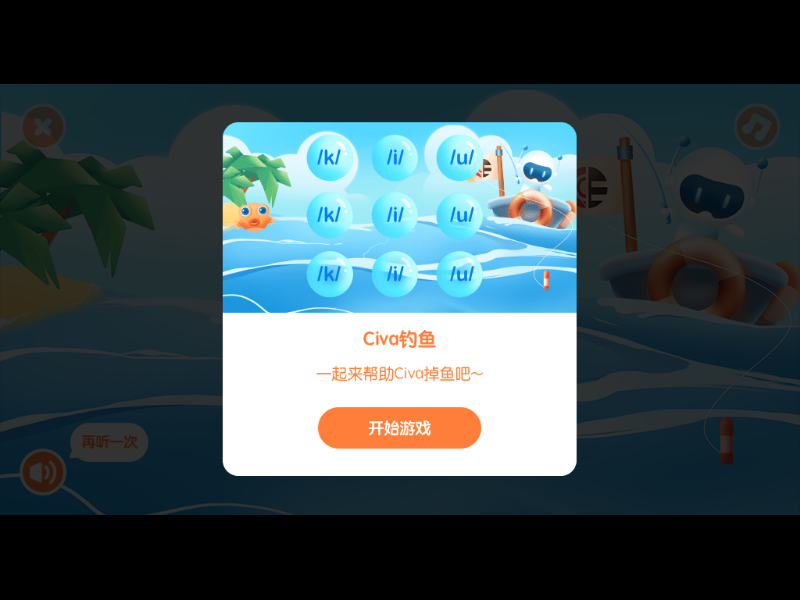 /k/ /i/ /u/
/k/ /i/ /u/
/k/ /i/ /u/
Civa钓鱼
一起来帮助Civa掉鱼吧~
开始游戏
再听一次